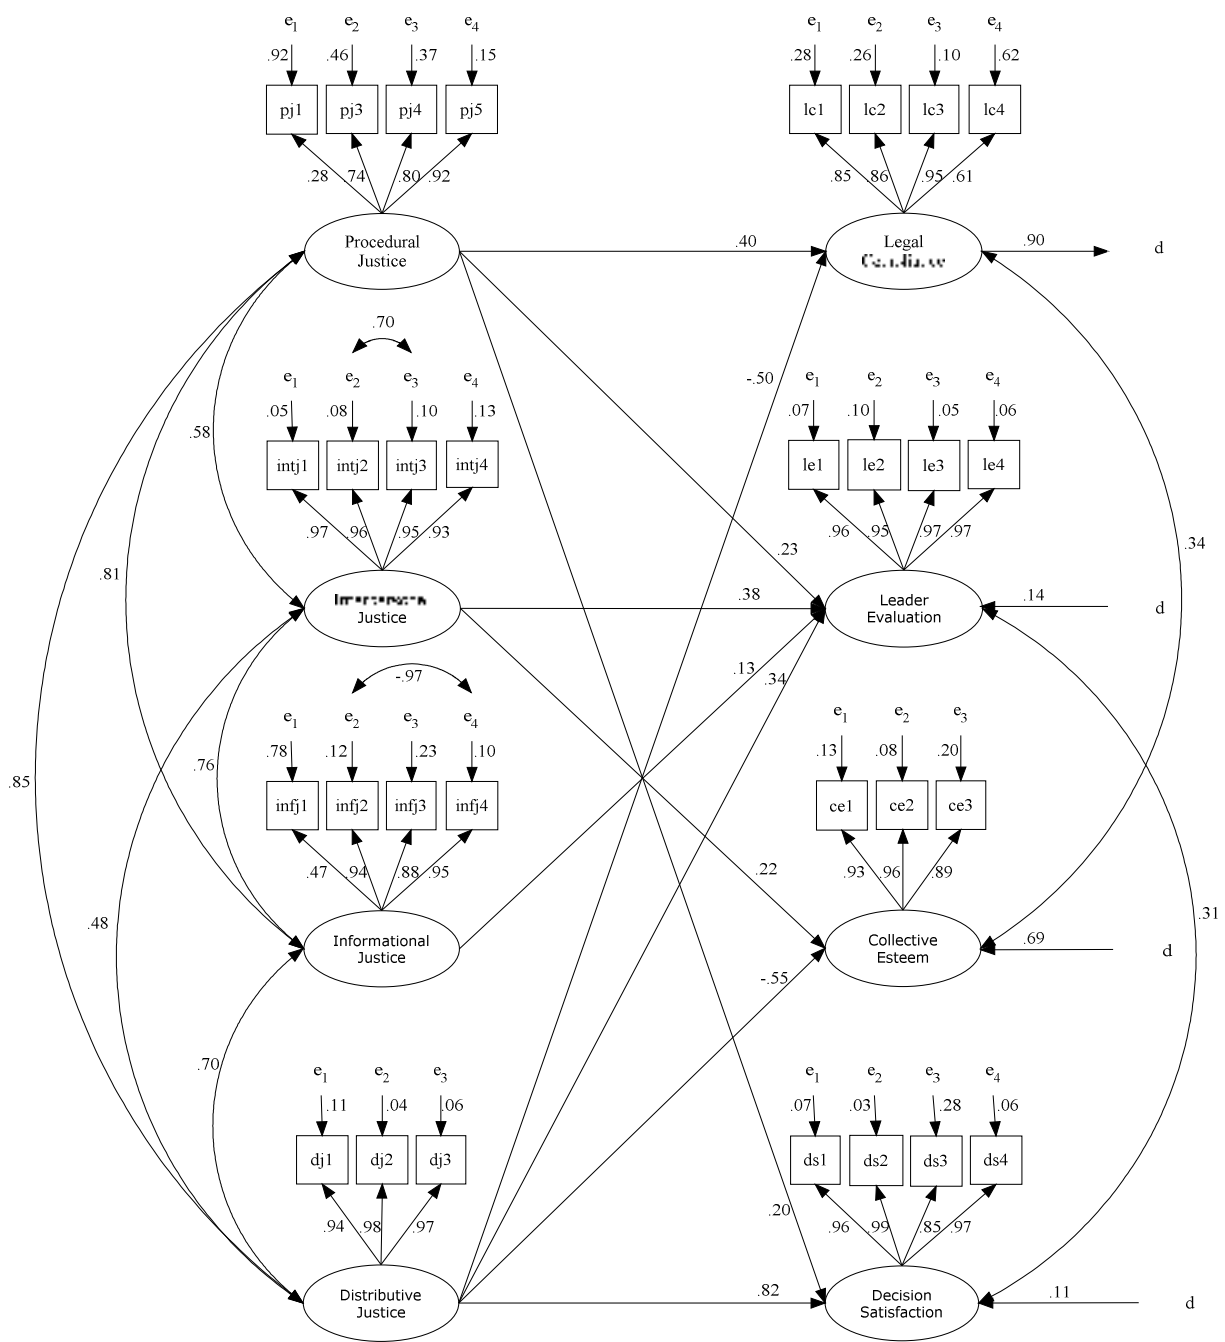 e1 e2 e3 e4 e1 e2 e3 e4
.92 .46 .37 .15 .28 .26 .10 .62
pj1 pj3 pj4 pj5 lc1 lc2 lc3 lc4
.28 .74 .80 .92 .85 .86 .95 .61
Procedural
Justice
.40
Legal
.90
d
.70
-.50
e1 e2 e3 e4 e1 e2 e3 e4
.05 .08 .10 .13 .07 .10 .05 .06
.58
intj1 intj2 intj3 intj4 le1 le2 le3 le4
.97 .96 .95 .93 .96 .95 .97 .97
.34
.23
.81
Justice
.38
Leader
Evaluation
.14
d
-.97
.13 .34
e1 e2 e3 e4 e1 e2 e3
.78 .12 .23 .10 .13 .08 .20
.76
.85
infj1 infj2 infj3 infj4 ce1 ce2 ce3
.47 .94 .88 .95 .93 .96 .89
.22
.31
.48
Informational
Justice
Collective
Esteem
.69
d
-.55
.70
e1 e2 e3 e1 e2 e3 e4
.11 .04 .06 .07 .03 .28 .06
dj1 dj2 dj3 ds1 ds2 ds3 ds4
.20
.94 .98 .97 .96 .99 .85 .97
Distributive
Justice
.82
Decision
Satisfaction
.11
d